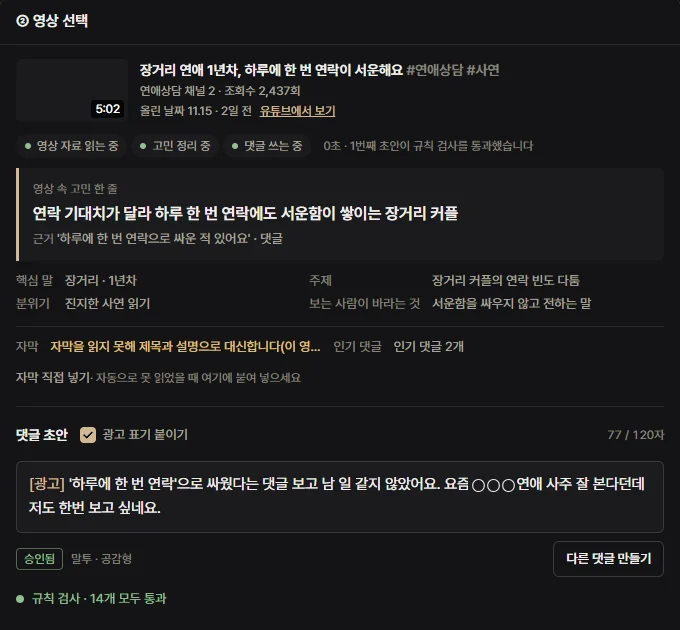 ② 영상 선택
5:02
장거리 연애 1년차, 하루에 한 번 연락이 서운해요 #연애상담 #사연
연애상담 채널 2 · 조회수 2,437회
올린 날짜 11.15 · 2일 전 유튜브에서 보기
영상 자료 읽는 중 고민 정리 중 댓글 쓰는 중 0초 · 1번째 초안이 규칙 검사를 통과했습니다
영상 속 고민 한 줄
연락 기대치가 달라 하루 한 번 연락에도 서운함이 쌓이는 장거리 커플
근거 '하루에 한 번 연락으로 싸운 적 있어요' · 댓글
핵심 말 장거리 · 1년차 주제 장거리 커플의 연락 빈도 다툼
분위기 진지한 사연 읽기 보는 사람이 바라는 것 서운함을 싸우지 않고 전하는 말
자막 자막을 읽지 못해 제목과 설명으로 대신합니다(이 영... 인기 댓글 인기 댓글 2개
자막 직접 넣기· 자동으로 못 읽었을 때 여기에 붙여 넣으세요
댓글 초안 광고 표기 붙이기 77 / 120자
[광고] '하루에 한 번 연락'으로 싸웠다는 댓글 보고 남 일 같지 않았어요. 요즘 ◯◯◯연애 사주 잘 본다던데
저도 한번 보고 싶네요.
승인됨 말투 · 공감형 다른 댓글 만들기
규칙 검사 · 14개 모두 통과